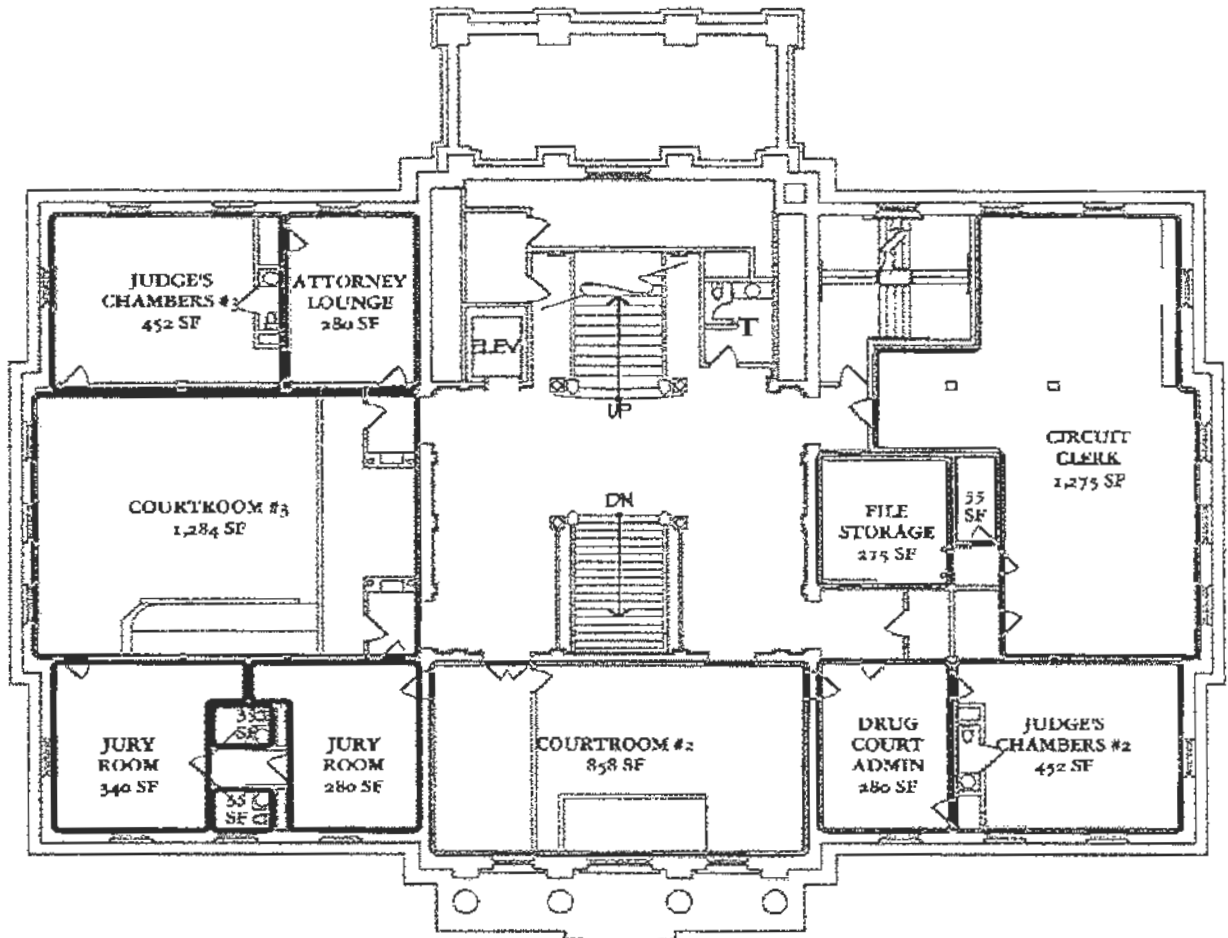 JUDGE'S
CHAMBERS #3
452 SF
ATTORNEY
LOUNGE
280 SF
ELEV
T
UP
CIRCUIT
CLERK
1,275 SF
COURTROOM #3
1,284 SF
DN
FILE
STORAGE
275 SF
55
SF
JURY
ROOM
340 SF
35
SF
35
SF
JURY
ROOM
280 SF
COURTROOM #2
858 SF
DRUG
COURT
ADMIN
280 SF
JUDGE'S
CHAMBERS #2
452 SF